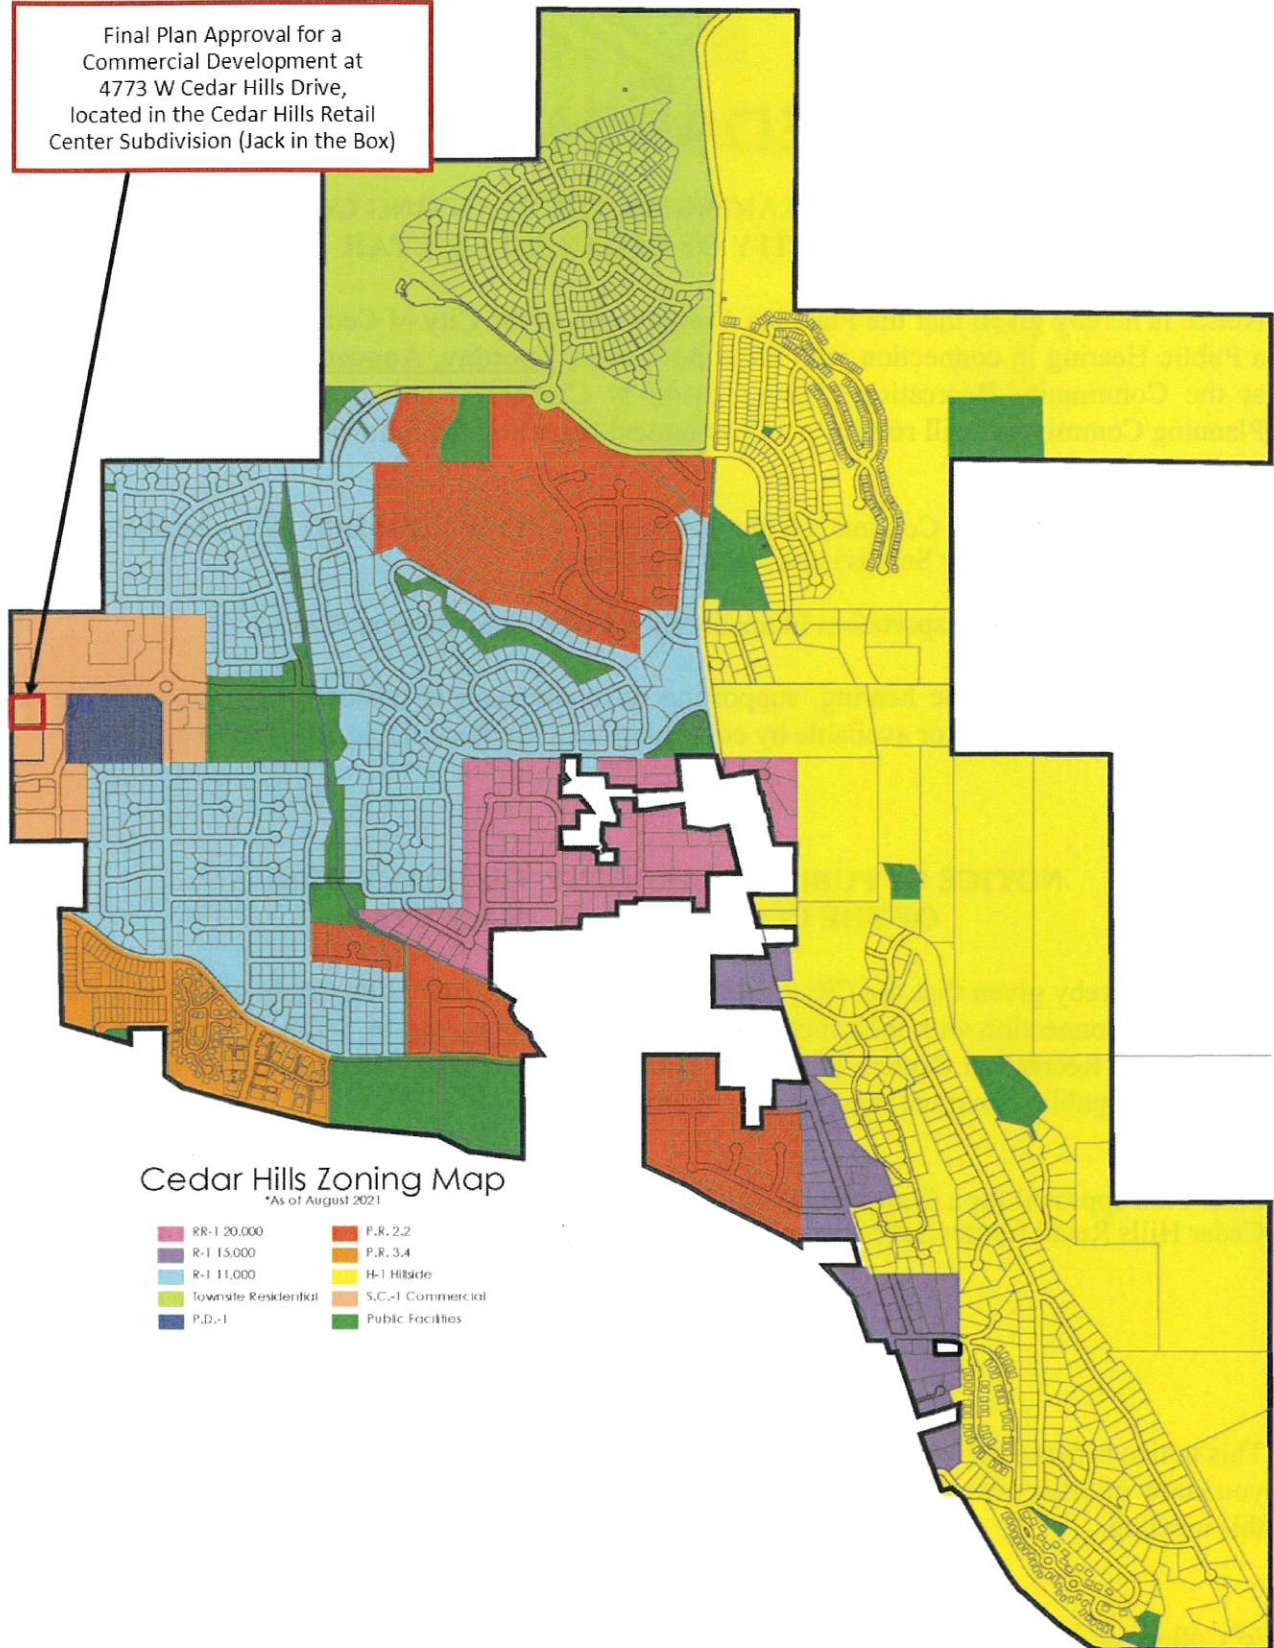 Final Plan Approval for a
Commercial Development at
4773 W Cedar Hills Drive,
located in the Cedar Hills Retail
Center Subdivision (Jack in the Box)
Cedar Hills Zoning Map
*As of August 2021
RR-1 20,000
R-1 15,000
R-1 11,000
Townsite Residential
P.D.-1
P.R. 2.2
P.R. 3.4
H-1 Hillside
S.C.-1 Commercial
Public Facilities